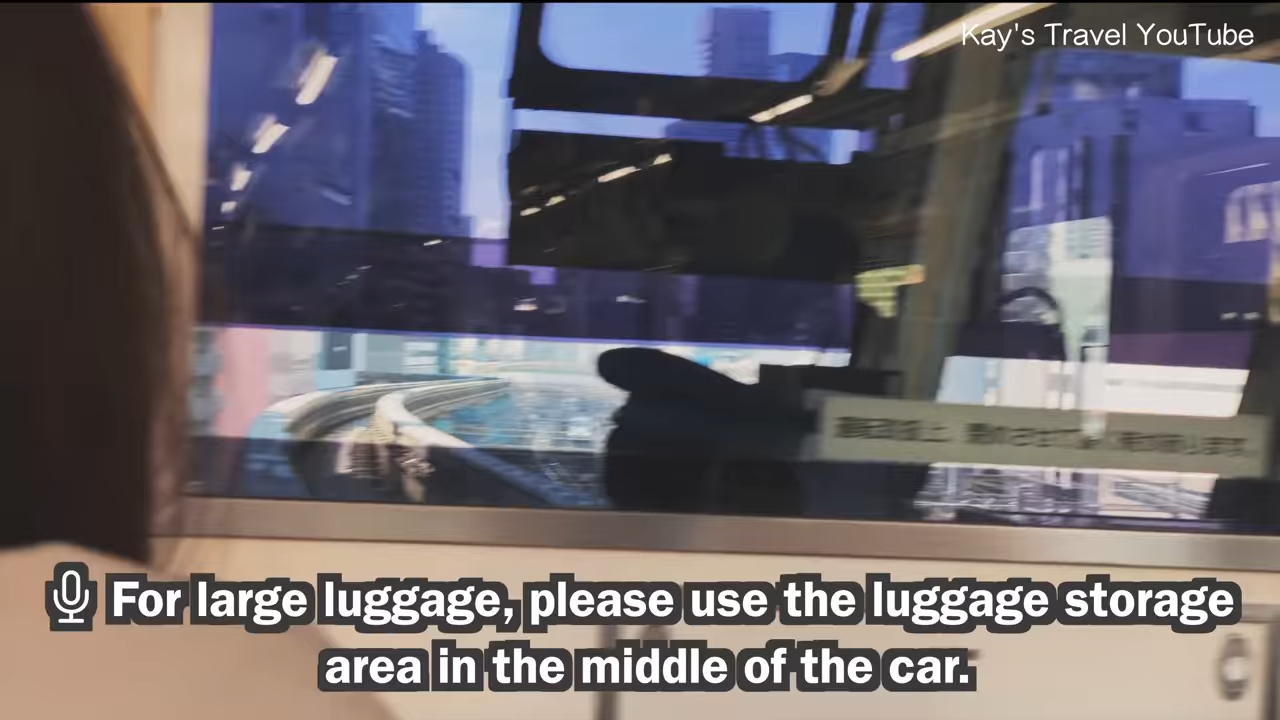 Kay's Travel YouTube
For large luggage, please use the luggage storage
area in the middle of the car.